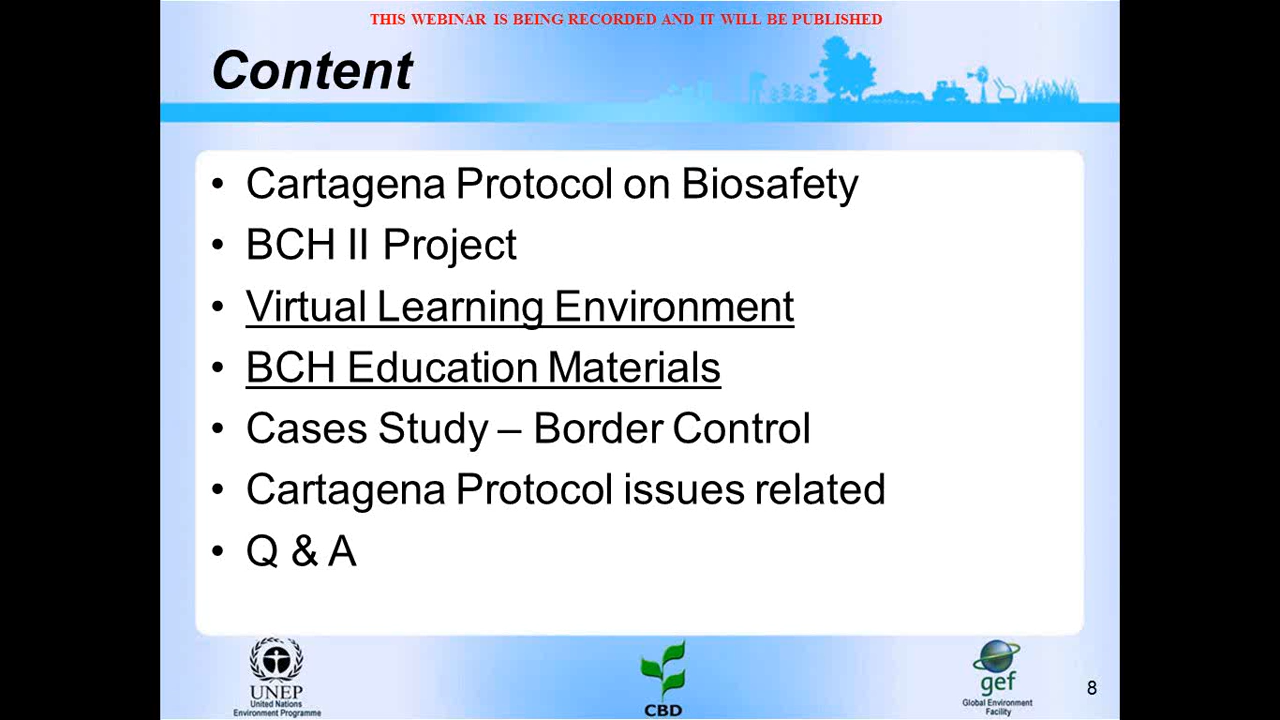 THIS WEBINAR IS BEING RECORDED AND IT WILL BE PUBLISHED
Content
• Cartagena Protocol on Biosafety
• BCH II Project
• Virtual Learning Environment
• BCH Education Materials
• Cases Study – Border Control
• Cartagena Protocol issues related
• Q & A
UNEP
United Nations
Environment Programme
CBD
gef
Global Environment
Facility
8